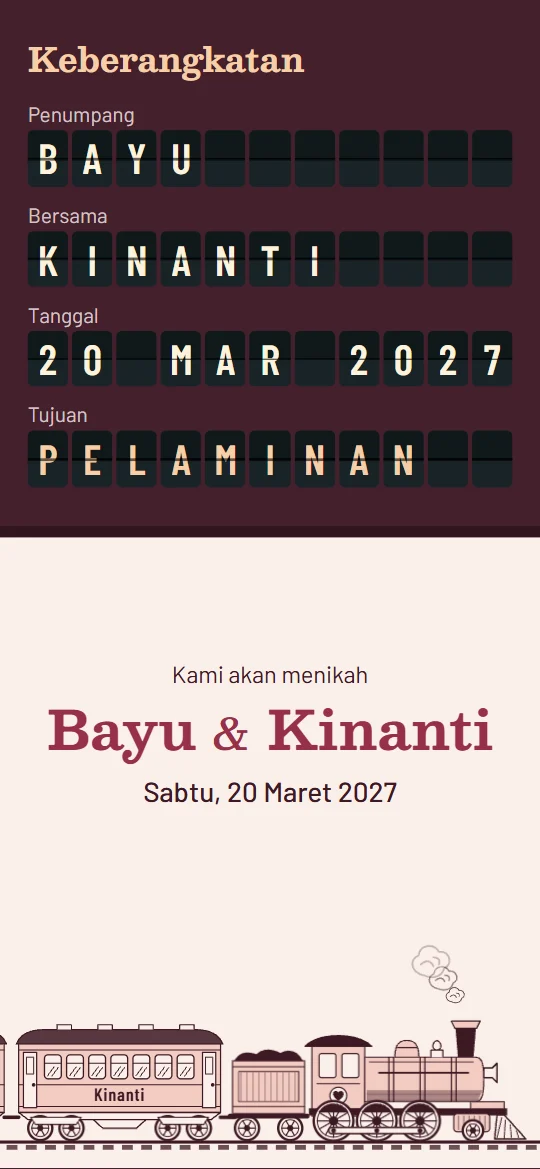 Keberangkatan
Penumpang
BAYU
Bersama
KINANTI
Tanggal
20 MAR 2027
Tujuan
PELAMINAN
Kami akan menikah
Bayu & Kinanti
Sabtu, 20 Maret 2027
Kinanti